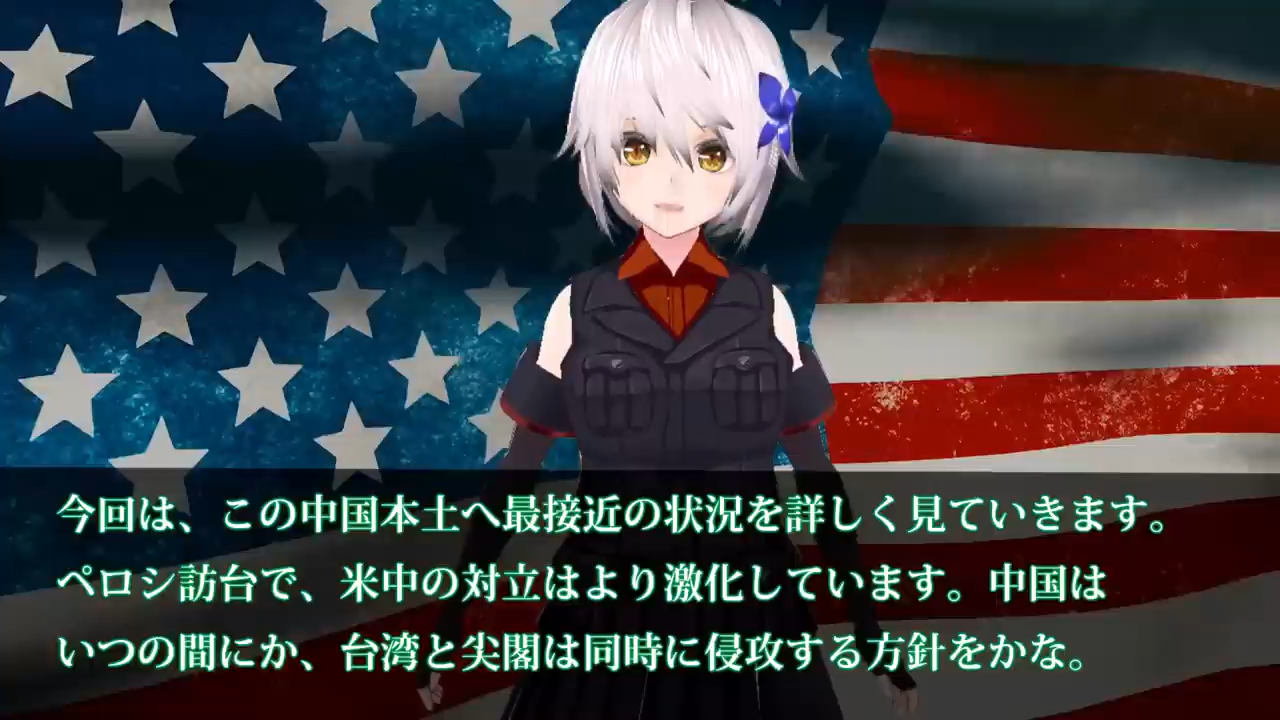 今回は、この中国本土へ最接近の状況を詳しく見ていきます。
ペロシ訪台で、米中の対立はより激化しています。中国は
いつの間にか、台湾と尖閣は同時に侵攻する方針をかな。